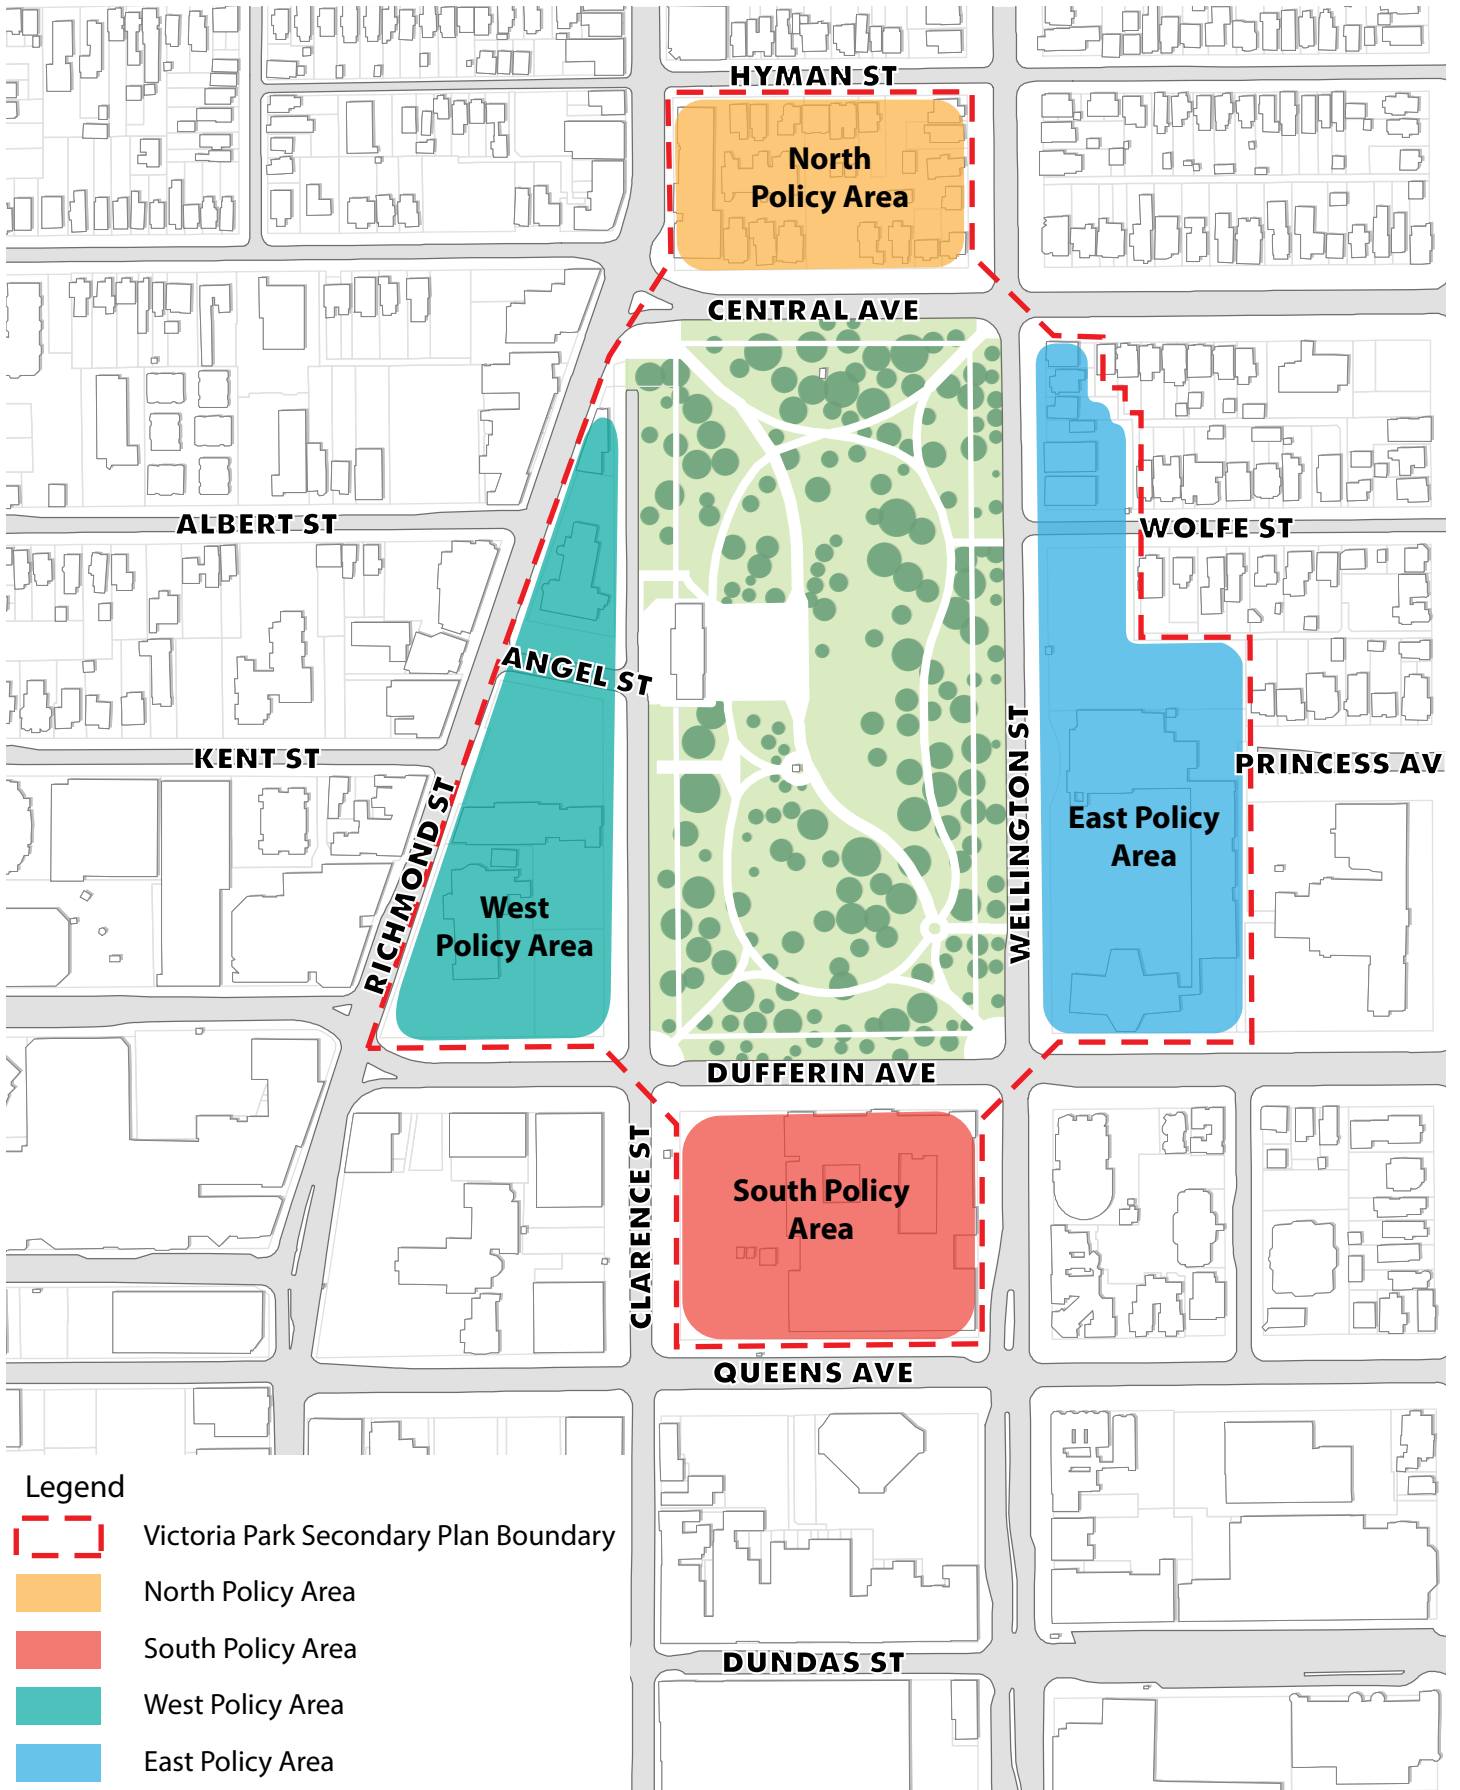 HYMAN ST
North
Policy Area
CENTRAL AVE
ALBERT ST
WOLFE ST
ANGEL ST
KENT ST
PRINCESS AV
RICHMOND ST
WELLINGTON ST
East Policy
Area
West
Policy Area
DUFFERIN AVE
CLARENCE ST
South Policy
Area
QUEENS AVE
DUNDAS ST
Legend
Victoria Park Secondary Plan Boundary
North Policy Area
South Policy Area
West Policy Area
East Policy Area